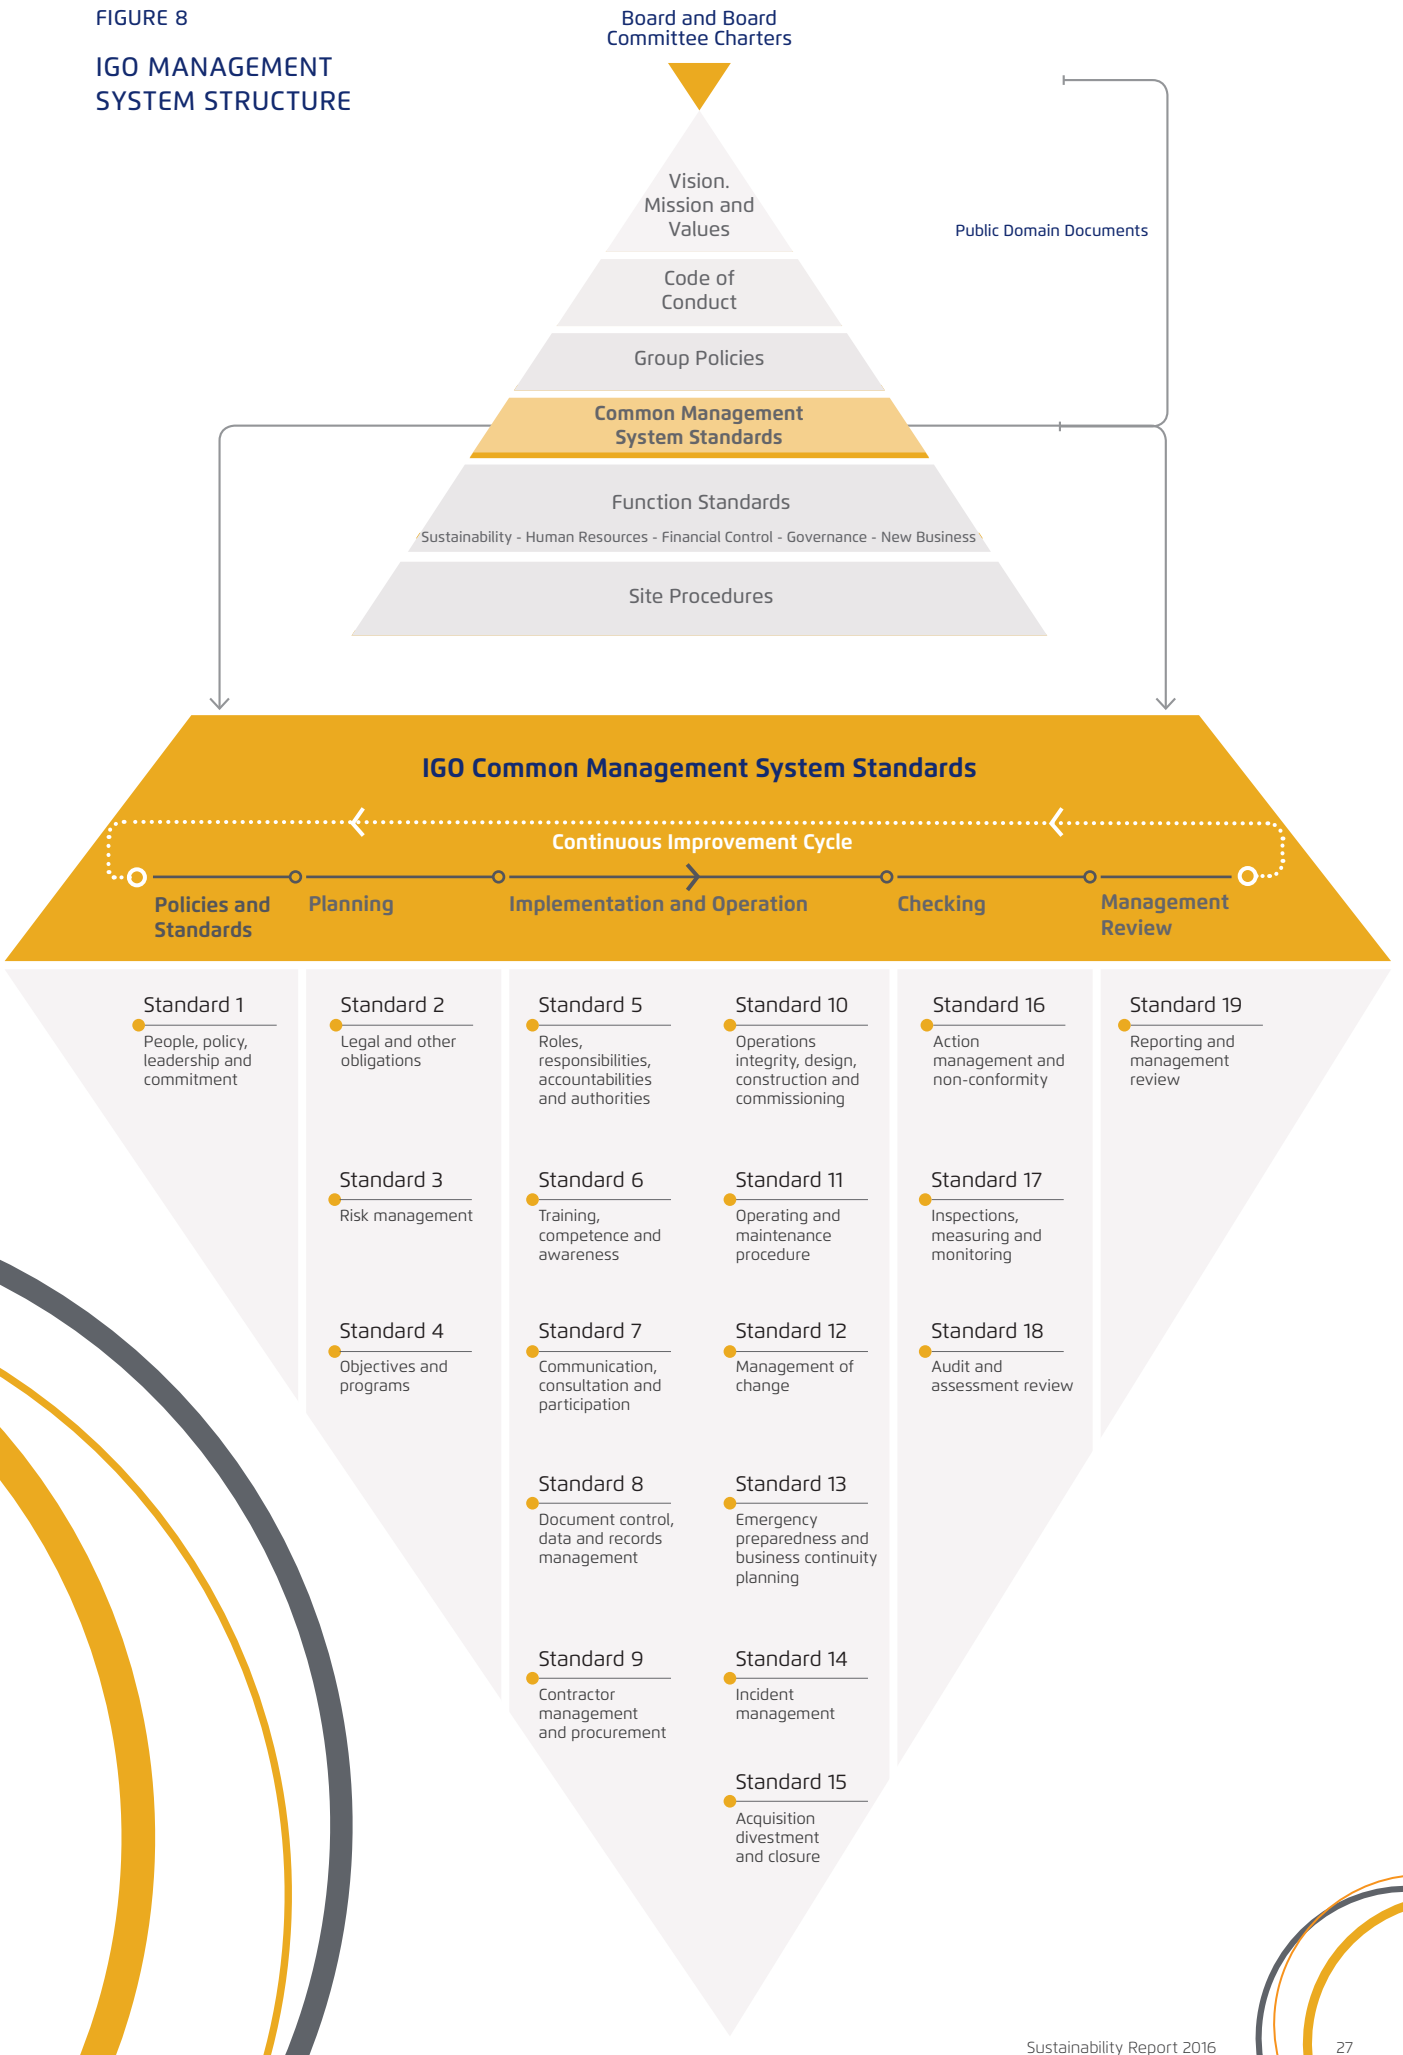 FIGURE 8
IGO MANAGEMENT
SYSTEM STRUCTURE
Board and Board
Committee Charters
Vision.
Mission and
Values
Public Domain Documents
Code of
Conduct
Group Policies
Common Management
System Standards
Function Standards
Sustainability - Human Resources - Financial Control - Governance - New Business
Site Procedures
IGO Common Management System Standards
Continuous Improvement Cycle
Policies and
Standards
Planning
Implementation and Operation
Checking
Management
Review
Standard 1
People, policy,
leadership and
commitment
Standard 2
Legal and other
obligations
Standard 3
Risk management
Standard 4
Objectives and
programs
Standard 5
Roles,
responsibilities,
accountabilities
and authorities
Standard 6
Training,
competence and
awareness
Standard 7
Communication,
consultation and
participation
Standard 8
Document control,
data and records
management
Standard 9
Contractor
management
and procurement
Standard 10
Operations
integrity, design,
construction and
commissioning
Standard 11
Operating and
maintenance
procedure
Standard 12
Management of
change
Standard 13
Emergency
preparedness and
business continuity
planning
Standard 14
Incident
management
Standard 15
Acquisition
divestment
and closure
Standard 16
Action
management and
non-conformity
Standard 17
Inspections,
measuring and
monitoring
Standard 18
Audit and
assessment review
Standard 19
Reporting and
management
review
Sustainability Report 2016
27